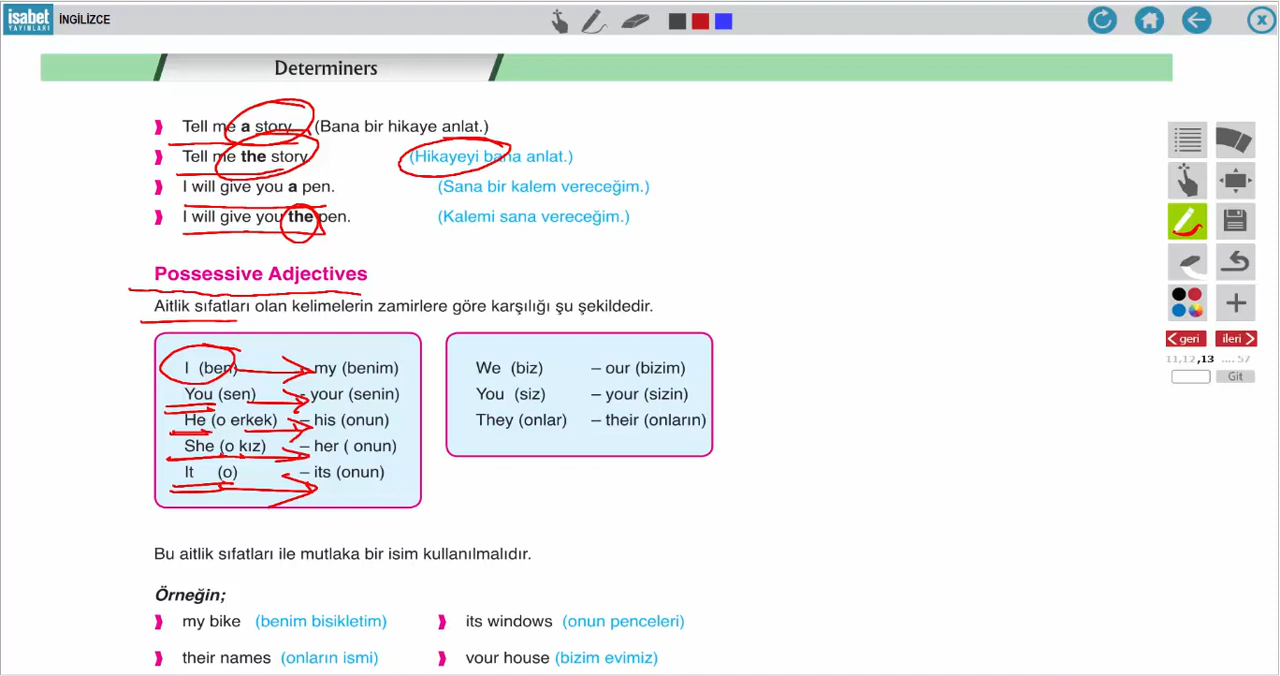 isabet
YAYINLARI
İNGİLİZCE
Determiners
Tell me a story. (Bana bir hikaye anlat.)
Tell me the story. (Hikayeyi bana anlat.)
I will give you a pen. (Sana bir kalem vereceğim.)
I will give you the pen. (Kalemi sana vereceğim.)
Possessive Adjectives
Aitlik sıfatları olan kelimelerin zamirlere göre karşılığı şu şekildedir.
I (ben) – my (benim)
You (sen) – your (senin)
He (o erkek) – his (onun)
She (o kız) – her ( onun)
It (o) – its (onun)
We (biz) – our (bizim)
You (siz) – your (sizin)
They (onlar) – their (onların)
Bu aitlik sıfatları ile mutlaka bir isim kullanılmalıdır.
Örneğin;
my bike (benim bisikletim)
its windows (onun penceleri)
their names (onların ismi)
your house (bizim evimiz)
geri
ileri
11,12,13 .... 57
Git